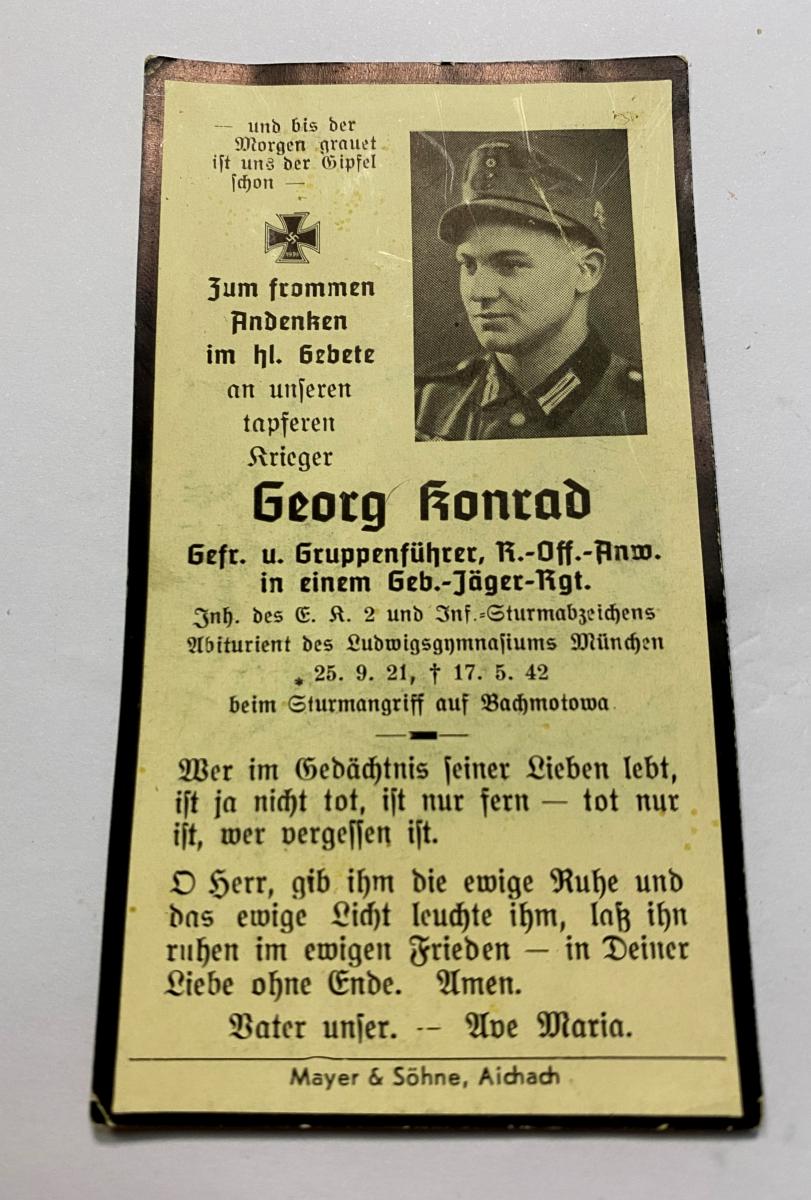 — und bis der
Morgen grauet
ist uns der Gipfel
schon —
1939
Zum frommen
Andenken
im hl. Gebete
an unseren
tapferen
Krieger
Georg Konrad
Gefr. u. Gruppenführer, R.-Off.-Anw.
in einem Geb.-Jäger-Rgt.
Inh. des E. K. 2 und Inf.-Sturmabzeichens
Abiturient des Ludwigsgymnasiums München
* 25. 9. 21, † 17. 5. 42
beim Sturmangriff auf Bachmotowa
Wer im Gedächtnis seiner Lieben lebt,
ist ja nicht tot, ist nur fern — tot nur
ist, wer vergessen ist.
O Herr, gib ihm die ewige Ruhe und
das ewige Licht leuchte ihm, laß ihn
ruhen im ewigen Frieden — in Deiner
Liebe ohne Ende. Amen.
Vater unser. -- Ave Maria.
Mayer & Söhne, Aichach